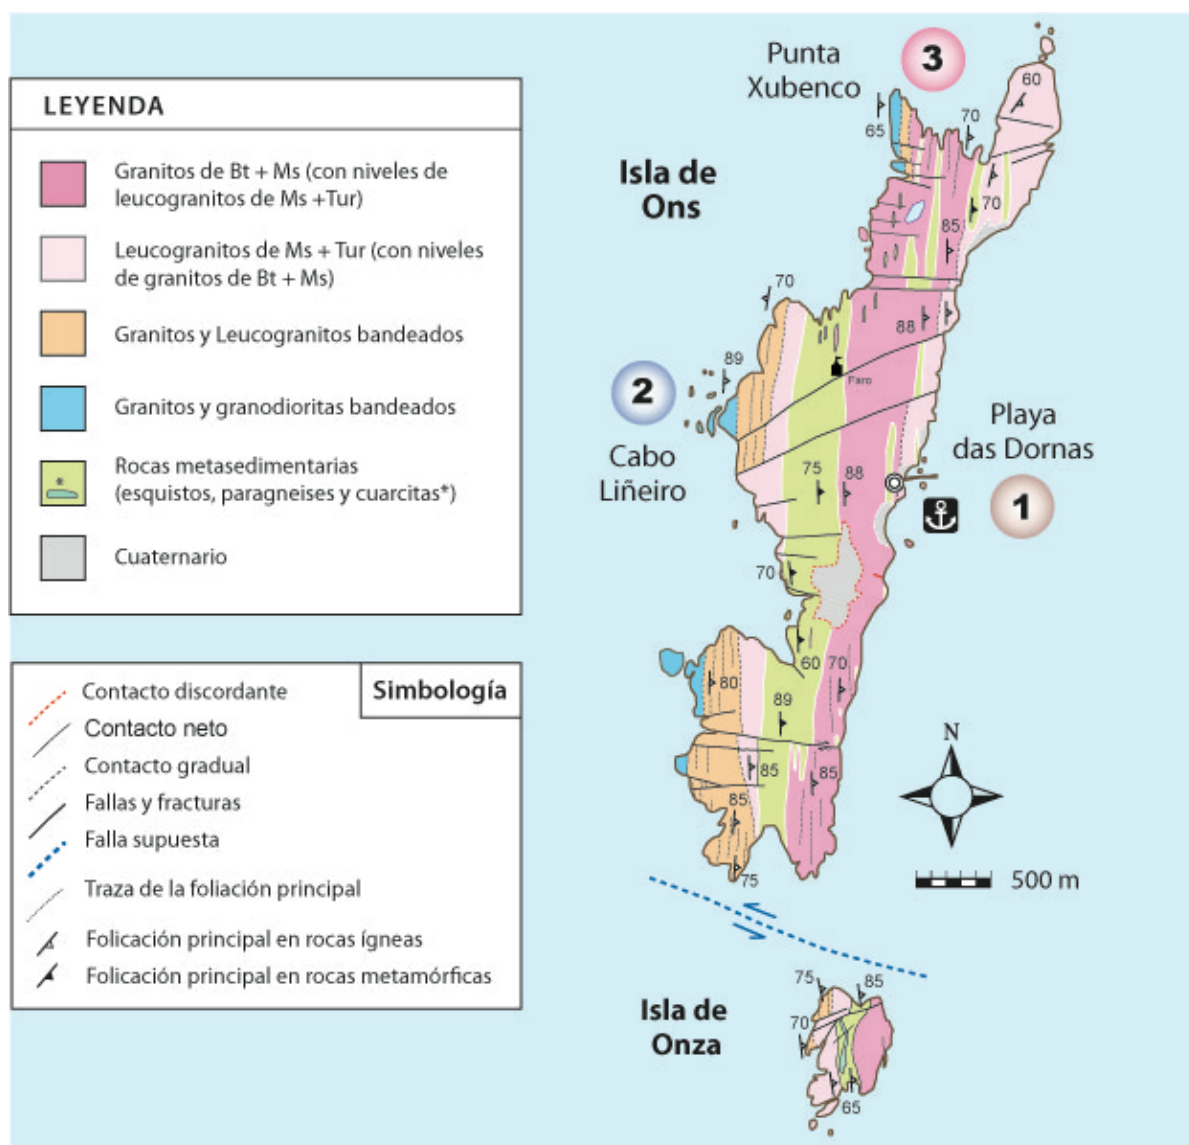 LEYENDA
Granitos de Bt + Ms (con niveles de
leucogranitos de Ms +Tur)
Leucogranitos de Ms + Tur (con niveles
de granitos de Bt + Ms)
Granitos y Leucogranitos bandeados
Granitos y granodioritas bandeados
*
Rocas metasedimentarias
(esquistos, paragneises y cuarcitas*)
Cuaternario
Simbología
Contacto discordante
Contacto neto
Contacto gradual
Fallas y fracturas
Falla supuesta
Traza de la foliación principal
Folicación principal en rocas ígneas
Folicación principal en rocas metamórficas
Punta
Xubenco
3
Isla de
Ons
60
70
65
70
85
70
88
89
Faro
2
Cabo
Liñeiro
Playa
das Dornas
1
75
88
70
60
70
80
89
85
85
85
75
N
500 m
Isla de
Onza
75
85
70
65